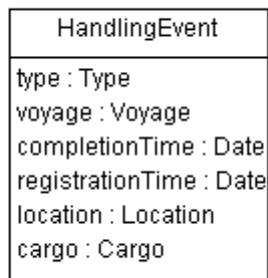 HandlingEvent
type : Type
voyage : Voyage
completionTime : Date
registrationTime : Date
location : Location
cargo : Cargo